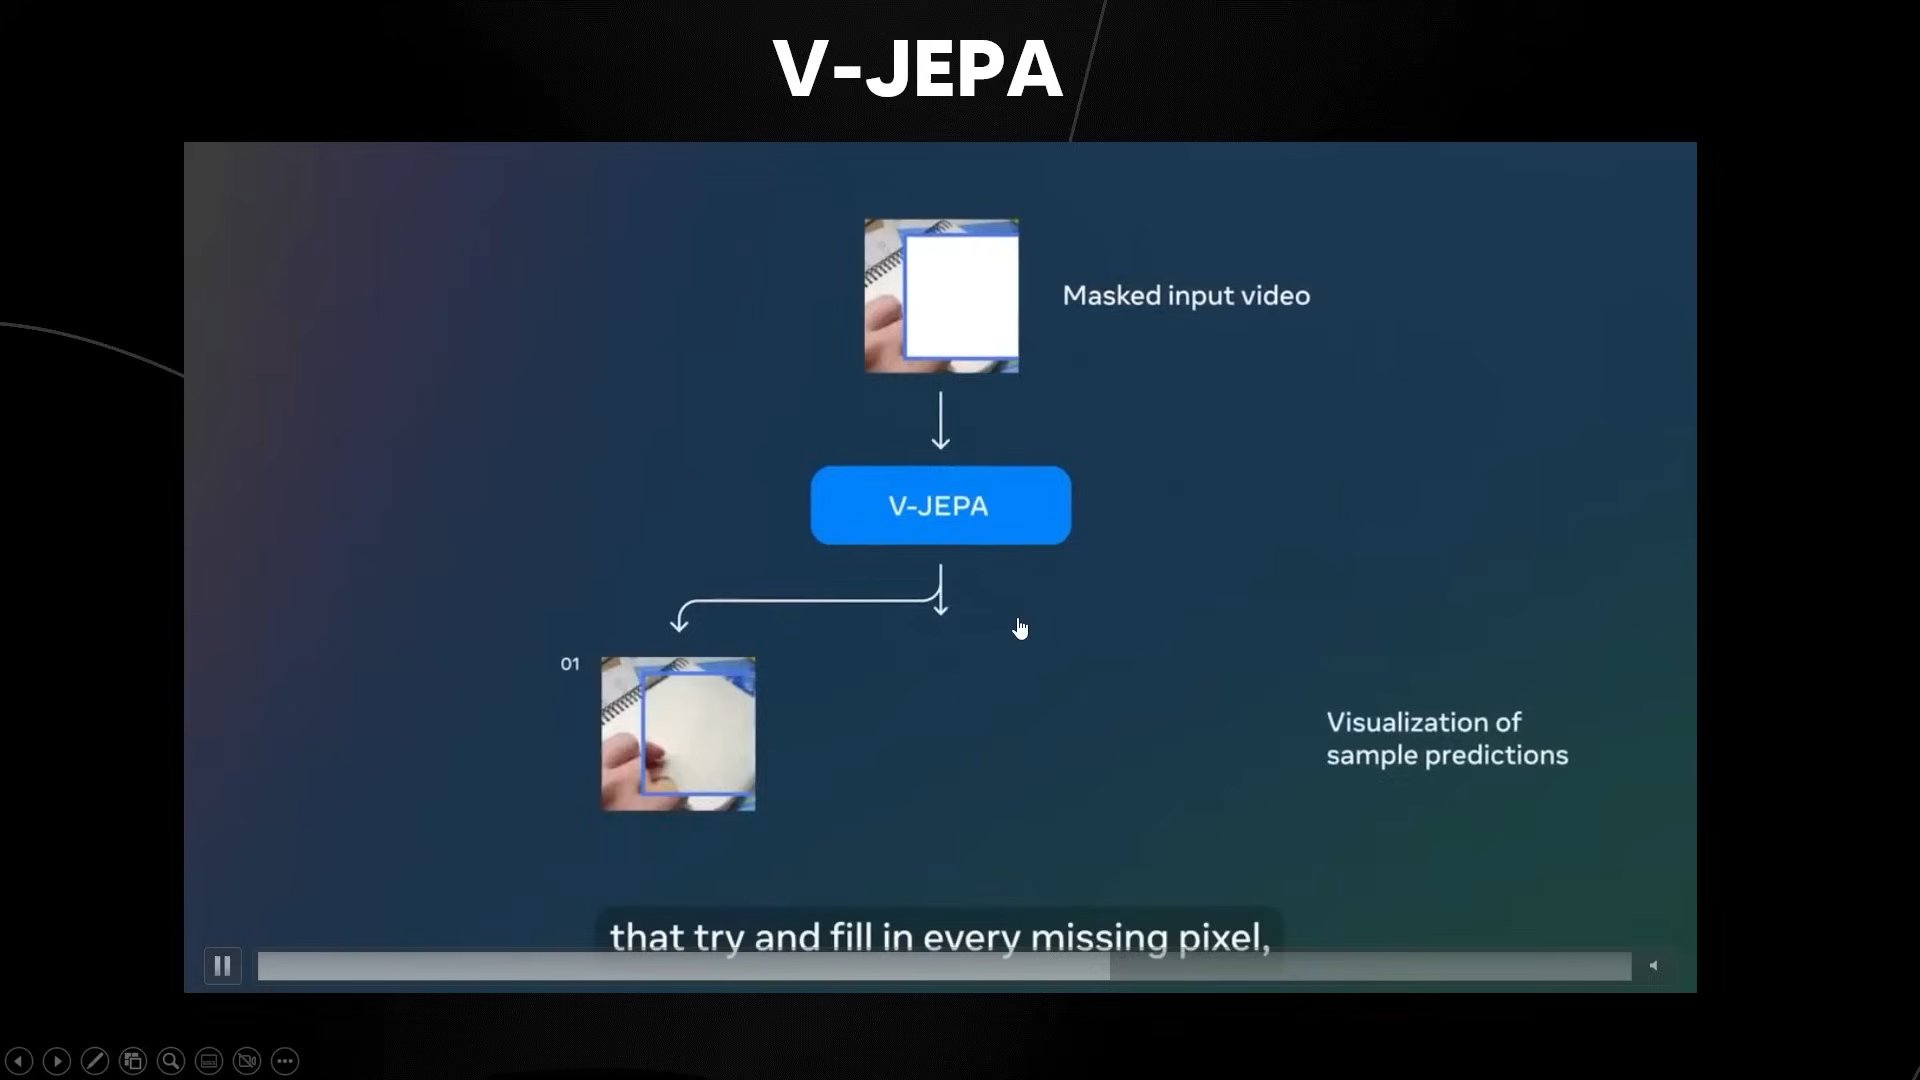 V-JEPA
Masked input video
V-JEPA
01
Visualization of
sample predictions
that try and fill in every missing pixel,